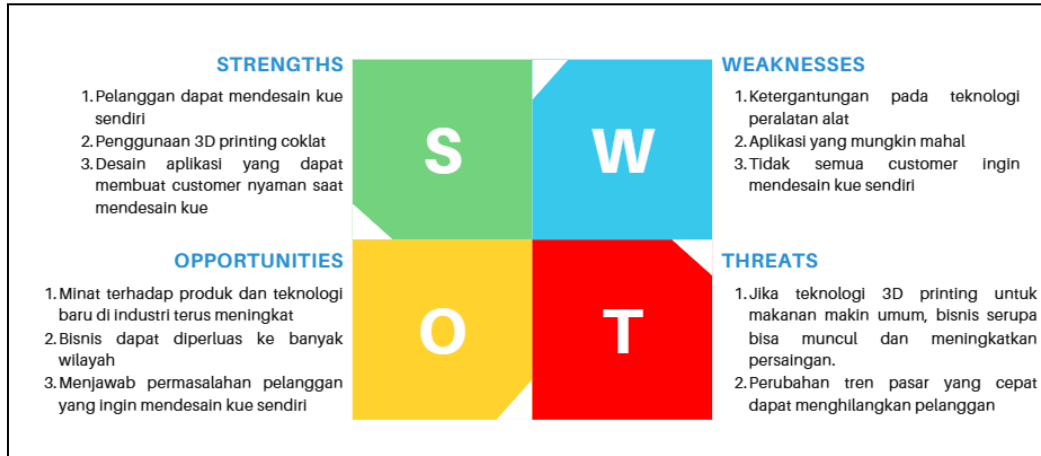 STRENGTHS
1. Pelanggan dapat mendesain kue
sendiri
2. Penggunaan 3D printing coklat
3. Desain aplikasi yang dapat
membuat customer nyaman saat
mendesain kue
S
W
WEAKNESSES
1. Ketergantungan pada teknologi
peralatan alat
2. Aplikasi yang mungkin mahal
3. Tidak semua customer ingin
mendesain kue sendiri
OPPORTUNITIES
1. Minat terhadap produk dan teknologi
baru di industri terus meningkat
2. Bisnis dapat diperluas ke banyak
wilayah
3. Menjawab permasalahan pelanggan
yang ingin mendesain kue sendiri
O
T
THREATS
1. Jika teknologi 3D printing untuk
makanan makin umum, bisnis serupa
bisa muncul dan meningkatkan
persaingan.
2. Perubahan tren pasar yang cepat
dapat menghilangkan pelanggan